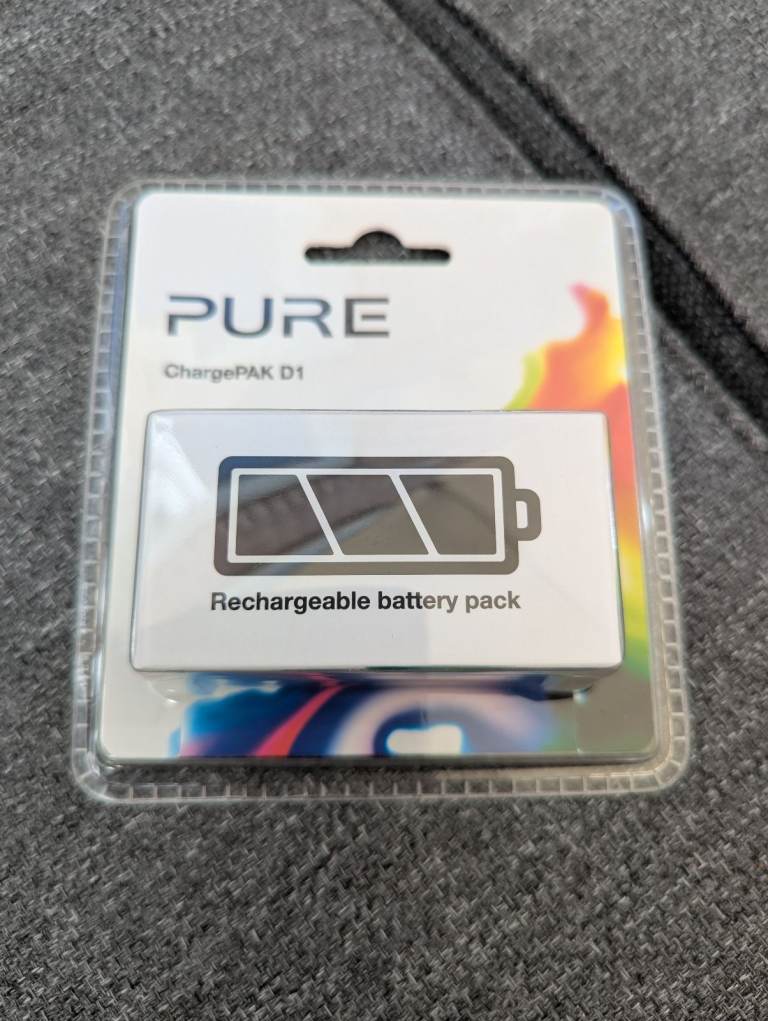 PURE
ChargePAK D1
Rechargeable battery pack